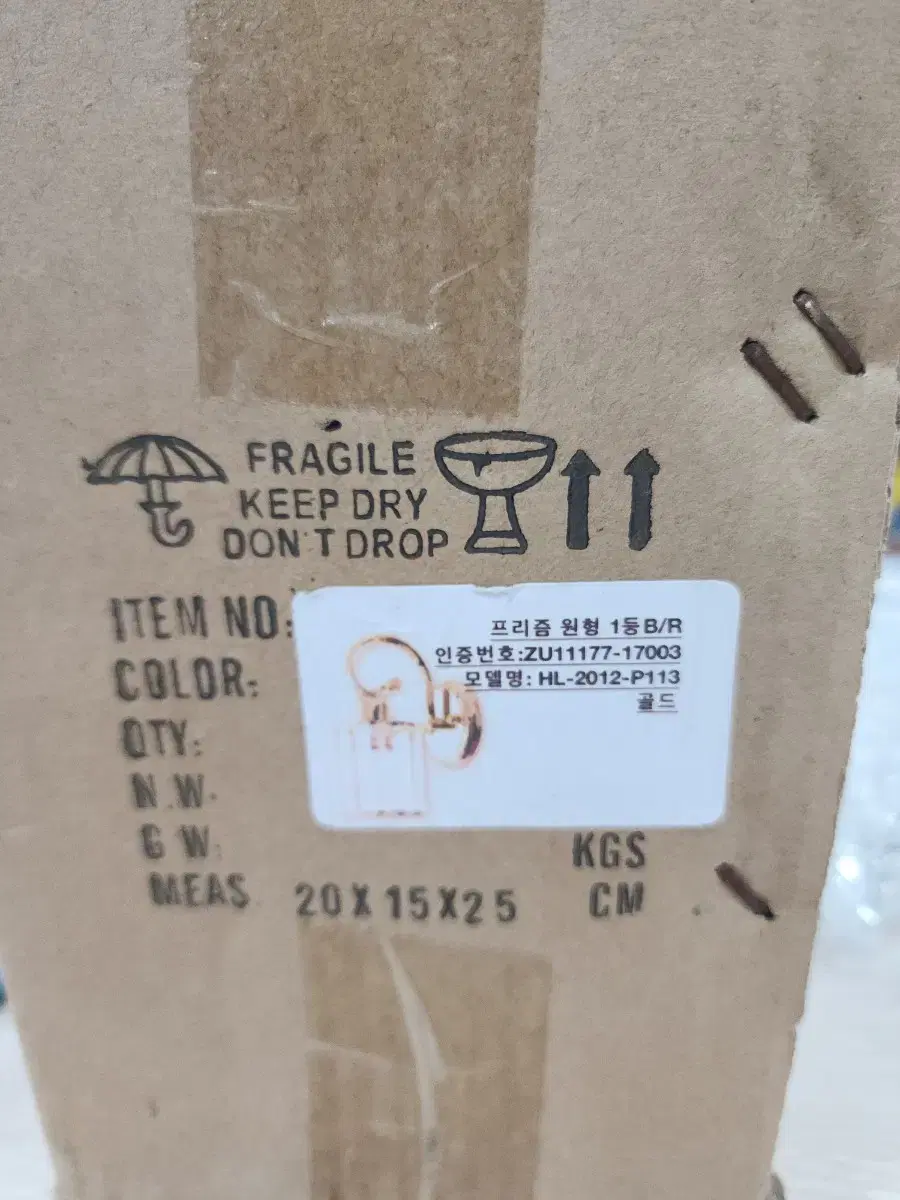 FRAGILE
KEEP DRY
DON'T DROP
ITEM NO:
프리즘 원형 1등B/R
인증번호:ZU11177-17003
모델명: HL-2012-P113
골드
COLOR:
QTY:
N.W.
G W: KGS
MEAS 20X15X25 CM